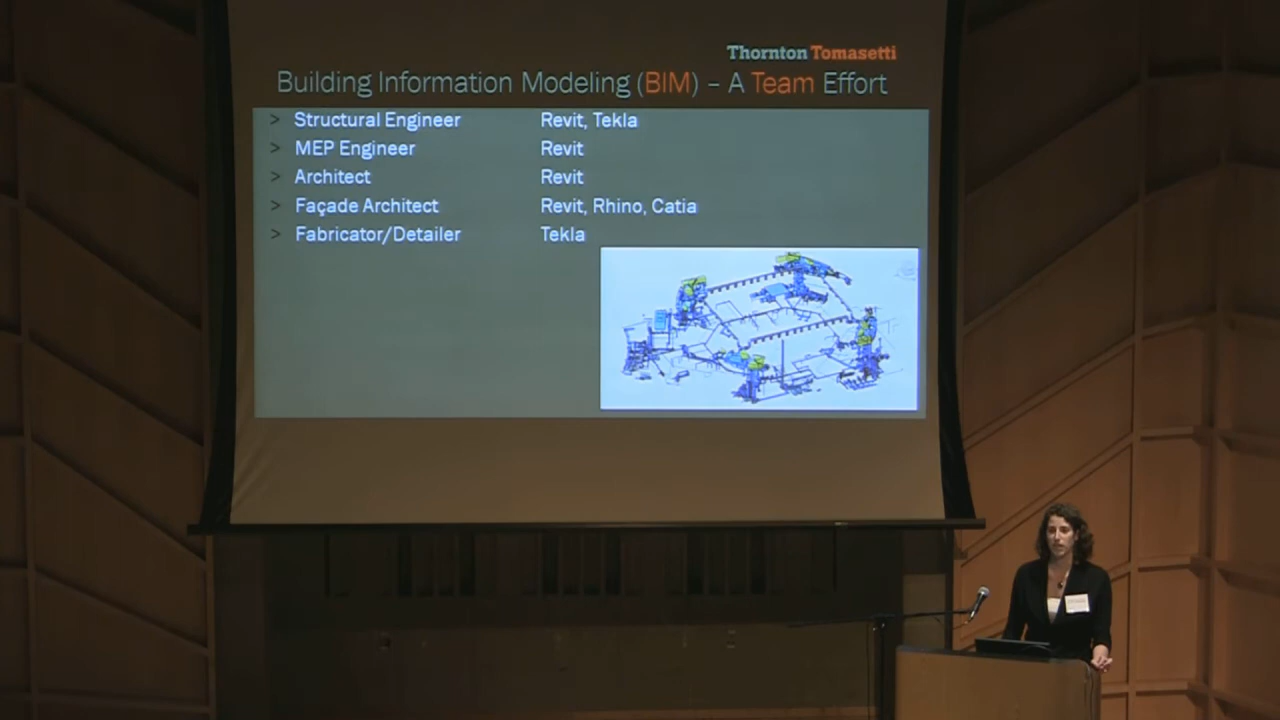 Thornton Tomasetti
Building Information Modeling (BIM) – A Team Effort
> Structural Engineer Revit, Tekla
> MEP Engineer Revit
> Architect Revit
> Façade Architect Revit, Rhino, Catia
> Fabricator/Detailer Tekla